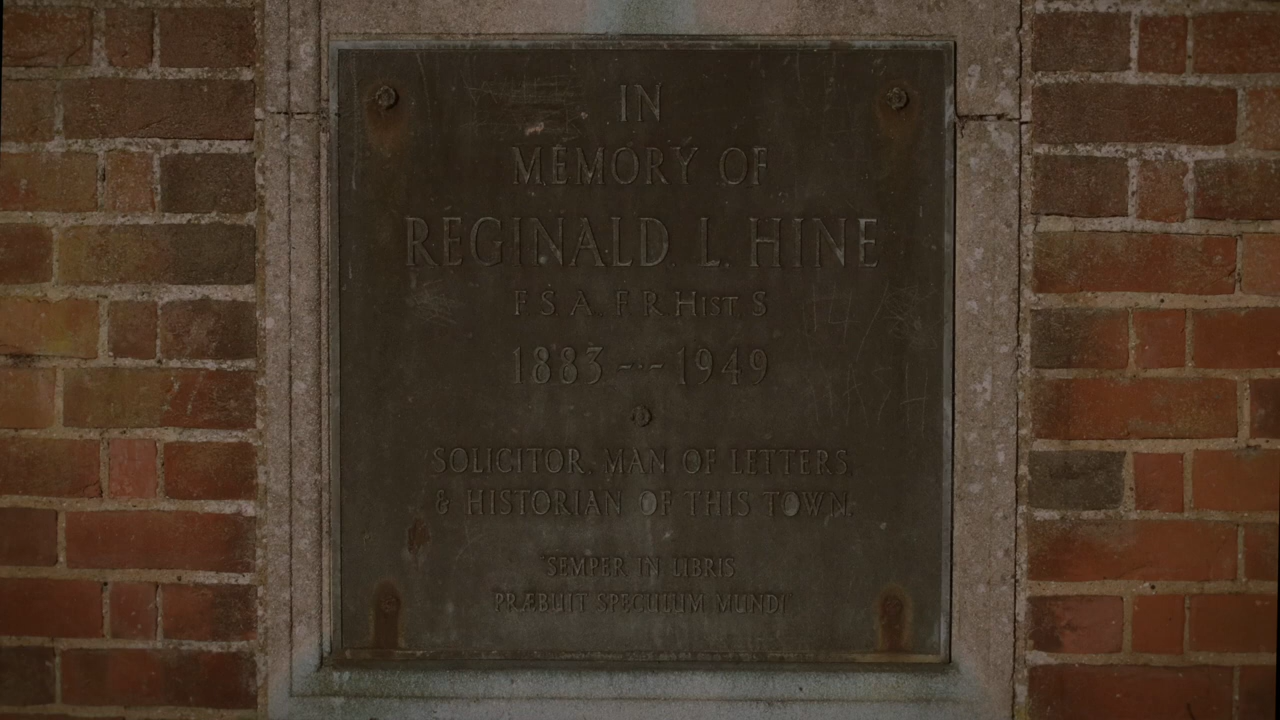 IN
MEMORY OF
REGINALD L. HINE
F S A. F R HIST. S
1883 -·- 1949
SOLICITOR, MAN OF LETTERS,
& HISTORIAN OF THIS TOWN.
"SEMPER IN LIBRIS
PRÆBUIT SPECULUM MUNDI"